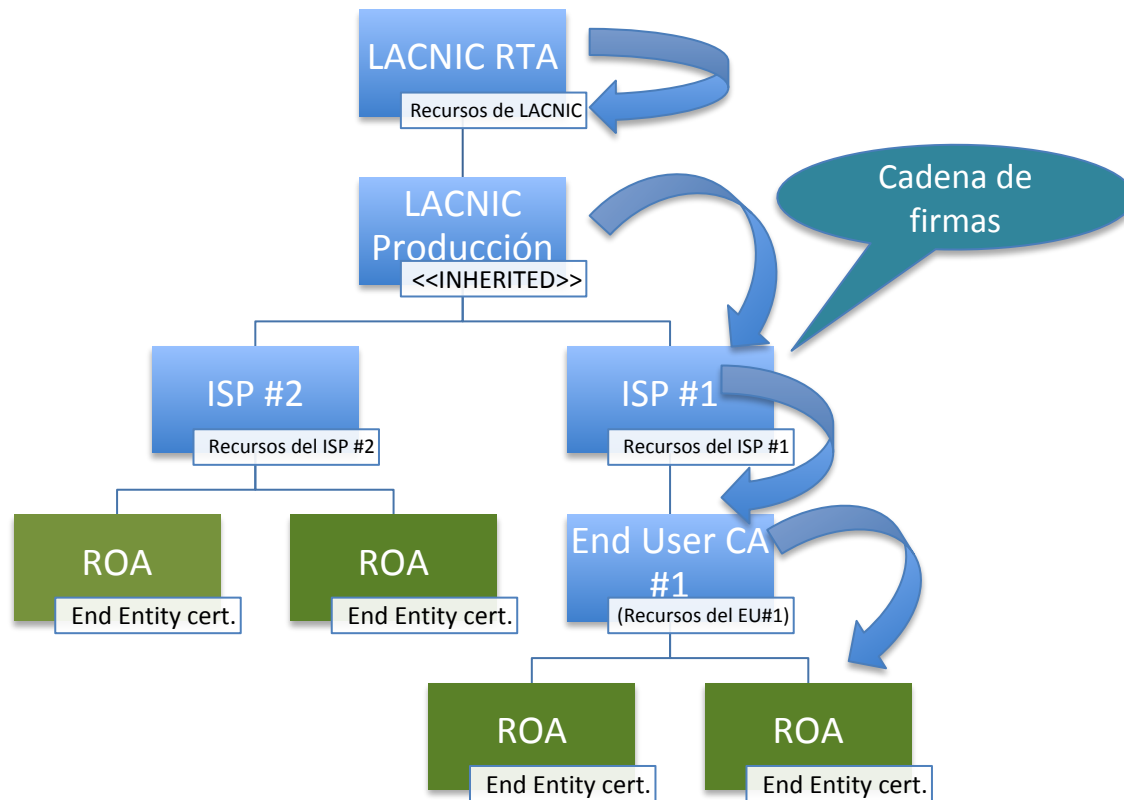 LACNIC RTA
Recursos de LACNIC
LACNIC
Producción
<<INHERITED>>
Cadena de
firmas
ISP #2
Recursos del ISP #2
ISP #1
Recursos del ISP #1
ROA
End Entity cert.
ROA
End Entity cert.
End User CA
#1
(Recursos del EU#1)
ROA
End Entity cert.
ROA
End Entity cert.